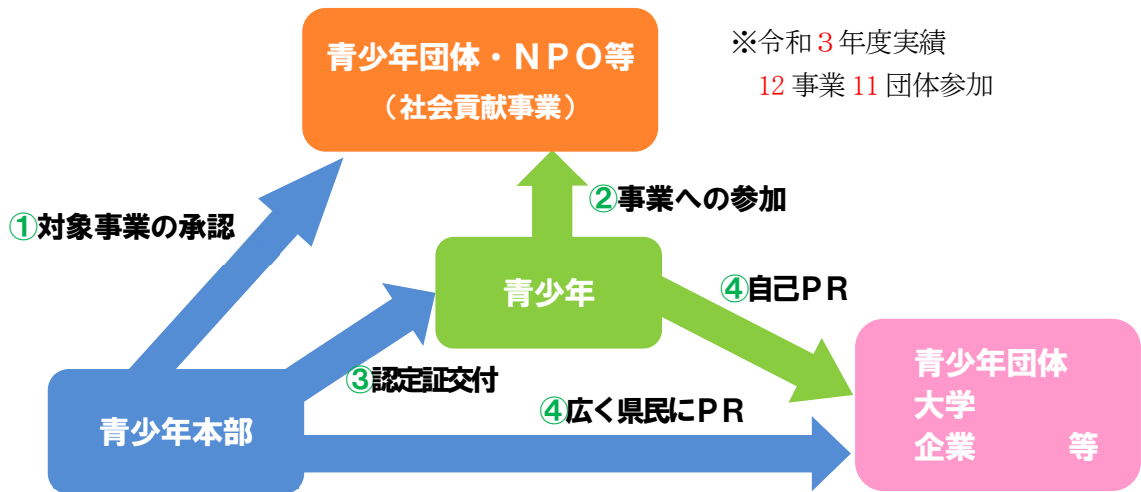 青少年団体・ＮＰＯ等
（社会貢献事業）
※令和３年度実績
12 事業 11 団体参加
①対象事業の承認
②事業への参加
青少年
④自己ＰＲ
③認定証交付
青少年本部
④広く県民にＰＲ
青少年団体
大学
企業　　　等